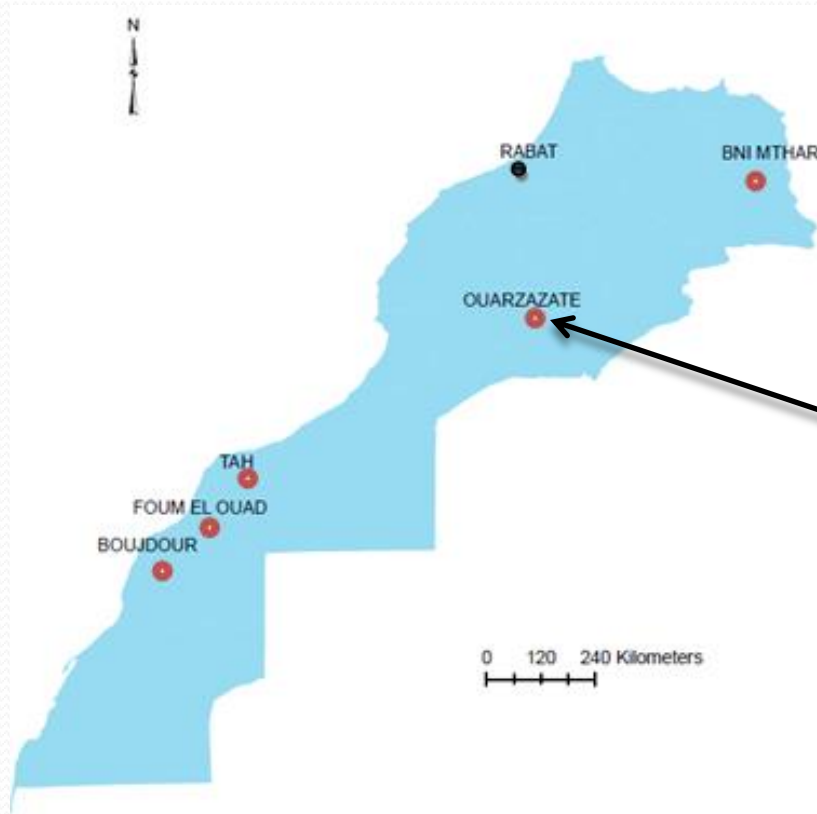 N
RABAT
BNI MTHAR
OUARZAZATE
TAH
FOUM EL OUAD
BOUJDOUR
0 120 240 Kilometers